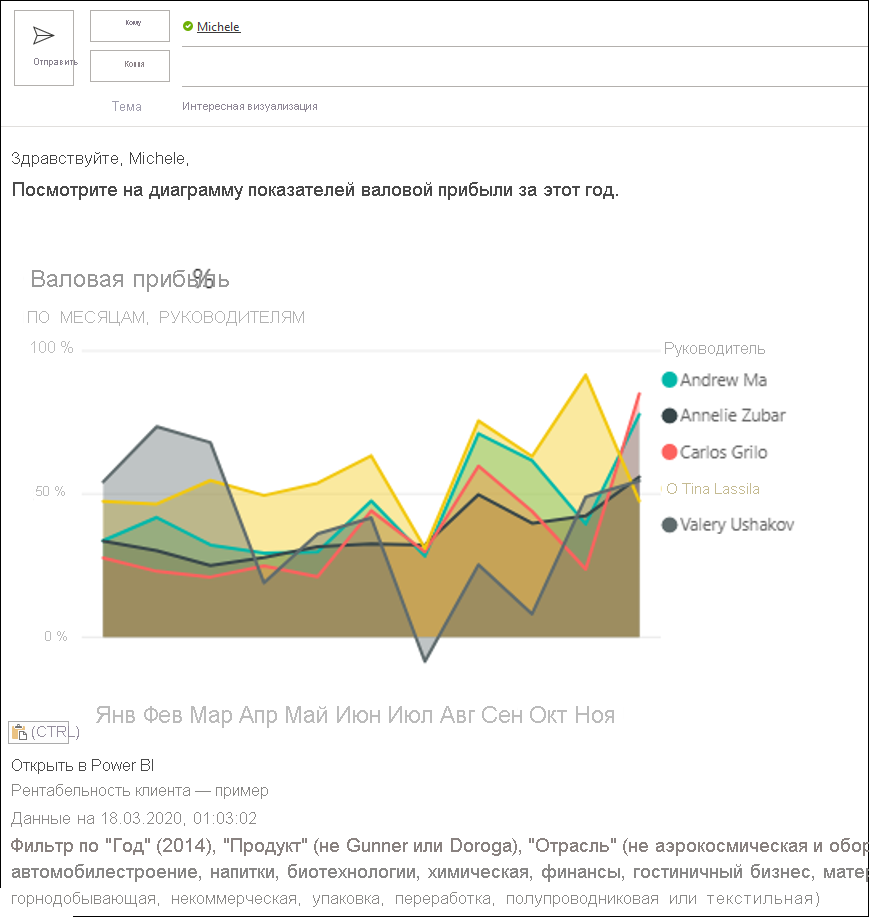 Кому
Michele
Отправить
Копия
Тема
Интересная визуализация
Здравствуйте, Michele,
Посмотрите на диаграмму показателей валовой прибыли за этот год.
Валовая прибыль %
ПО МЕСЯЦАМ, РУКОВОДИТЕЛЯМ
100 %
Руководитель
Andrew Ma
Annelie Zubar
Carlos Grilo
50 %
О Tina Lassila
Valery Ushakov
0 %
Янв Фев Мар Апр Май Июн Июл Авг Сен Окт Ноя
(CTRL)
Открыть в Power BI
Рентабельность клиента — пример
Данные на 18.03.2020, 01:03:02
Фильтр по "Год" (2014), "Продукт" (не Gunner или Doroga), "Отрасль" (не аэрокосмическая и обор
автомобилестроение, напитки, биотехнологии, химическая, финансы, гостиничный бизнес, матер
горнодобывающая, некоммерческая, упаковка, переработка, полупроводниковая или текстильная)